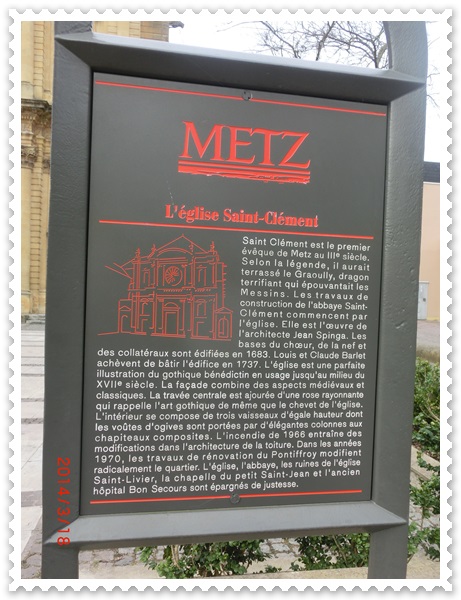 METZ
L'église Saint-Clément
Saint Clément est le premier
évêque de Metz au IIIe siècle.
Selon la légende, il aurait
terrassé le Graoully, dragon
terrifiant qui épouvantait les
Messins. Les travaux de
construction de l'abbaye Saint-
Clément commencent par
l'église. Elle est l'œuvre de
l'architecte Jean Spinga. Les
bases du chœur, de la nef et
des collatéraux sont édifiées en 1683. Louis et Claude Barlet
achèvent de bâtir l'édifice en 1737. L'église est une parfaite
illustration du gothique bénédictin en usage jusqu'au milieu du
XVIIe siècle. La façade combine des aspects médiévaux et
classiques. La travée centrale est ajourée d'une rose rayonnante
qui rappelle l'art gothique de même que le chevet de l'église.
L'intérieur se compose de trois vaisseaux d'égale hauteur dont
les voûtes d'ogives sont portées par d'élégantes colonnes aux
chapiteaux composites. L'incendie de 1966 entraîne des
modifications dans l'architecture de la toiture. Dans les années
1970, les travaux de rénovation du Pontiffroy modifient
radicalement le quartier. L'église, l'abbaye, les ruines de l'église
Saint-Livier, la chapelle du petit Saint-Jean et l'ancien
hôpital Bon Secours sont épargnés de justesse.
2014/3/18